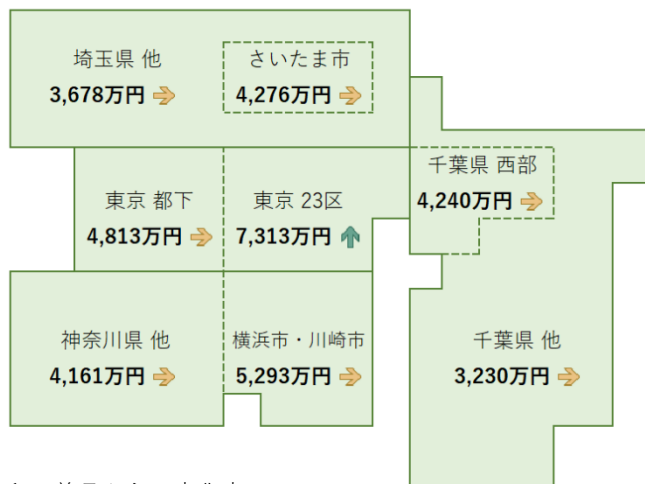 埼玉県 他
3,678万円
さいたま市
4,276万円
千葉県 西部
4,240万円
東京 都下
4,813万円
東京 23区
7,313万円
神奈川県 他
4,161万円
横浜市・川崎市
5,293万円
千葉県 他
3,230万円